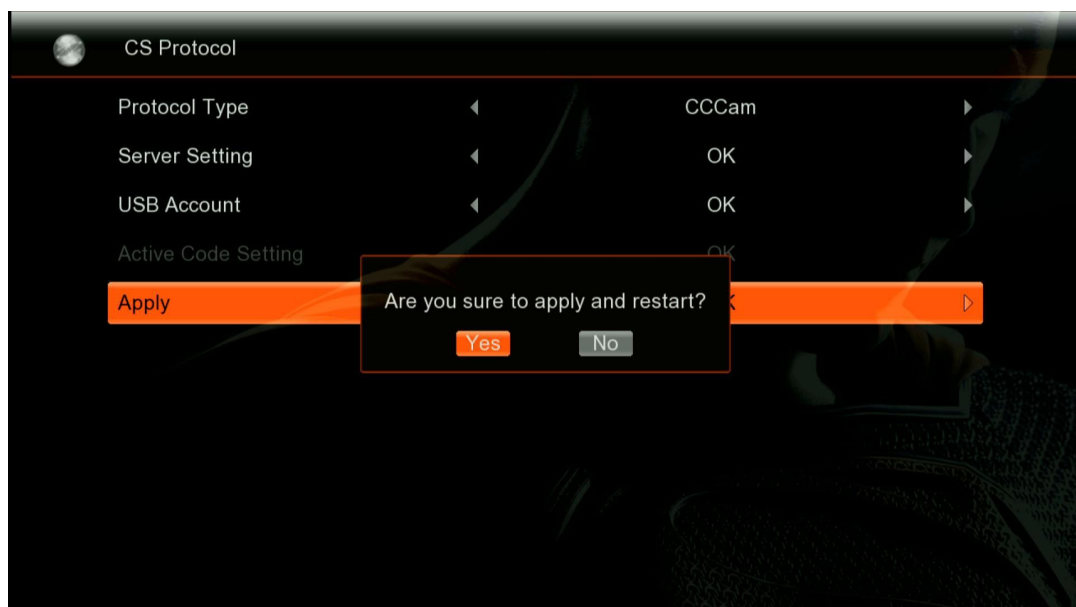 CS Protocol
Protocol Type CCCam
Server Setting OK
USB Account OK
Active Code Setting OK
Apply K
Are you sure to apply and restart?
Yes No